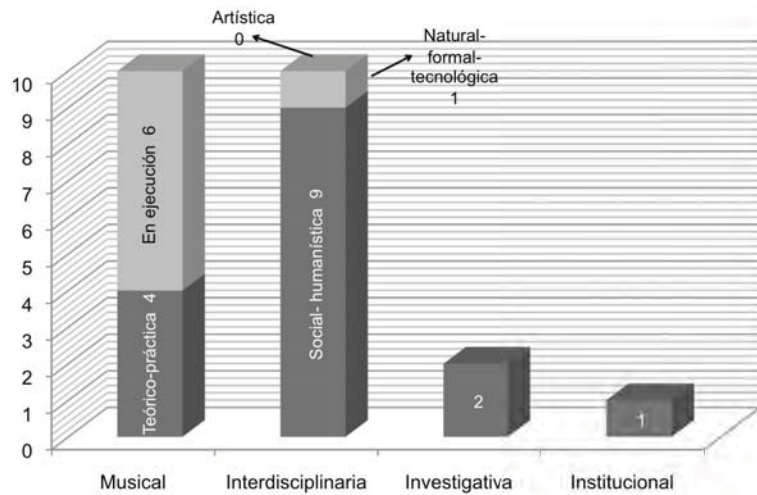 Artística
0
Natural-
formal-
tecnológica
1
10
9
8
7
6
5
4
3
2
1
0
En ejecución 6
Teórico-práctica 4
Social- humanística 9
2
1
Musical
Interdisciplinaria
Investigativa
Institucional